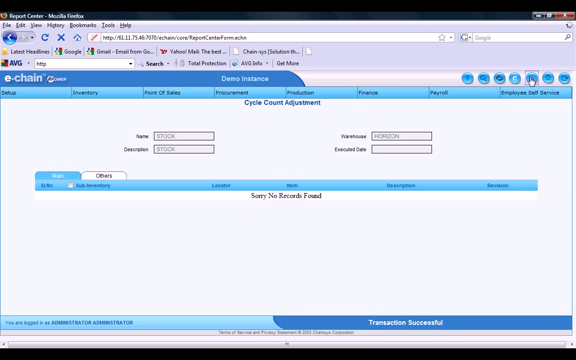 Report Center - Mozilla Firefox
File Edit View History Bookmarks Tools Help
http://61.11.75.46:7070/echain/core/ReportCenterForm.echn
Google
Latest Headlines Google Gmail - Email from Go... Yahoo! Mail: The best ... Chain-sys [Solution th...
AVG http Search Total Protection AVG Info Get More
e-chain POWER Demo Instance
Setup Inventory Point Of Sales Procurement Production Finance Payroll Employee Self Service
Cycle Count Adjustment
Name STOCK Warehouse HORIZON
Description STOCK Executed Date
Main Others
Sl.No Sub-Inventory Locator Item Description Revision
Sorry No Records Found
You are logged in as ADMINISTRATOR ADMINISTRATOR Transaction Successful
Terms of Service and Privacy Statement © 2003 Chainsys Corporation